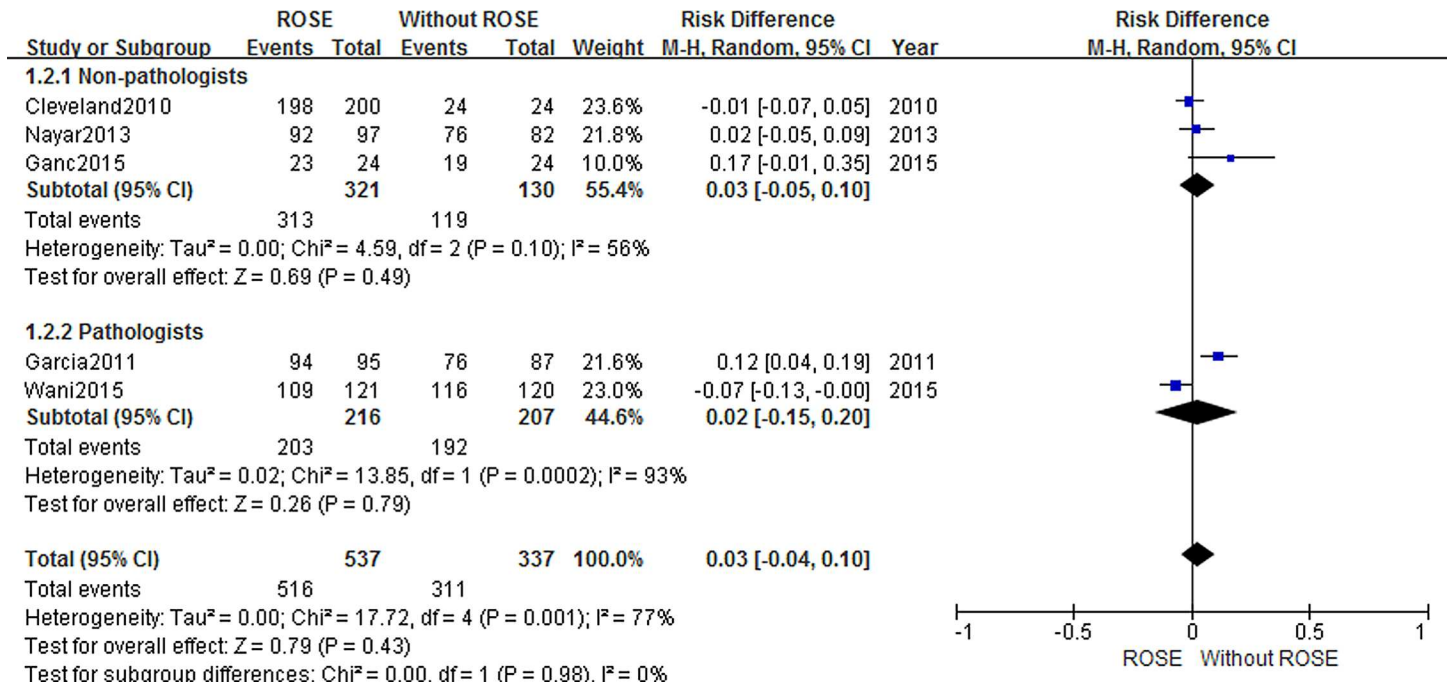 ROSE Without ROSE Risk Difference Risk Difference
Study or Subgroup Events Total Events Total Weight M-H, Random, 95% CI Year M-H, Random, 95% CI
1.2.1 Non-pathologists
Cleveland2010 198 200 24 24 23.6% -0.01 [-0.07, 0.05] 2010
Nayar2013 92 97 76 82 21.8% 0.02 [-0.05, 0.09] 2013
Ganc2015 23 24 19 24 10.0% 0.17 [-0.01, 0.35] 2015
Subtotal (95% CI) 321 130 55.4% 0.03 [-0.05, 0.10]
Total events 313 119
Heterogeneity: Tau² = 0.00; Chi² = 4.59, df = 2 (P = 0.10); I² = 56%
Test for overall effect: Z = 0.69 (P = 0.49)
1.2.2 Pathologists
Garcia2011 94 95 76 87 21.6% 0.12 [0.04, 0.19] 2011
Wani2015 109 121 116 120 23.0% -0.07 [-0.13, -0.00] 2015
Subtotal (95% CI) 216 207 44.6% 0.02 [-0.15, 0.20]
Total events 203 192
Heterogeneity: Tau² = 0.02; Chi² = 13.85, df = 1 (P = 0.0002); I² = 93%
Test for overall effect: Z = 0.26 (P = 0.79)
Total (95% CI) 537 337 100.0% 0.03 [-0.04, 0.10]
Total events 516 311
Heterogeneity: Tau² = 0.00; Chi² = 17.72, df = 4 (P = 0.001); I² = 77%
Test for overall effect: Z = 0.79 (P = 0.43)
Test for subgroup differences: Chi² = 0.00, df = 1 (P = 0.98), I² = 0%
-1 -0.5 0 0.5 1
ROSE Without ROSE